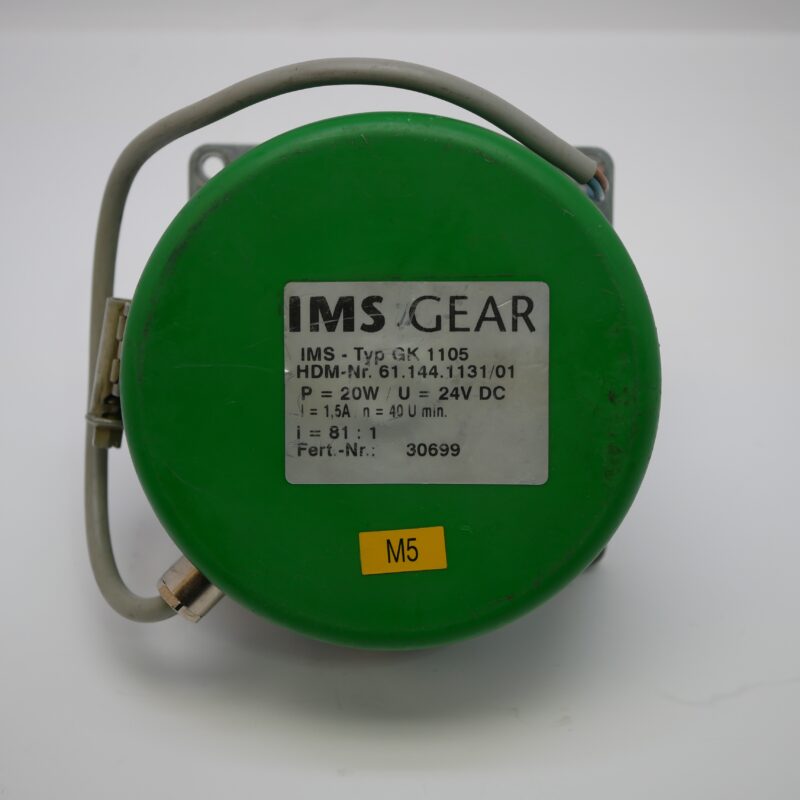 IMS GEAR
IMS - Typ GK 1105
HDM-Nr. 61.144.1131/01
P = 20W / U = 24V DC
I = 1,5A n = 40 U min.
i = 81 : 1
Fert.-Nr.: 30699
M5